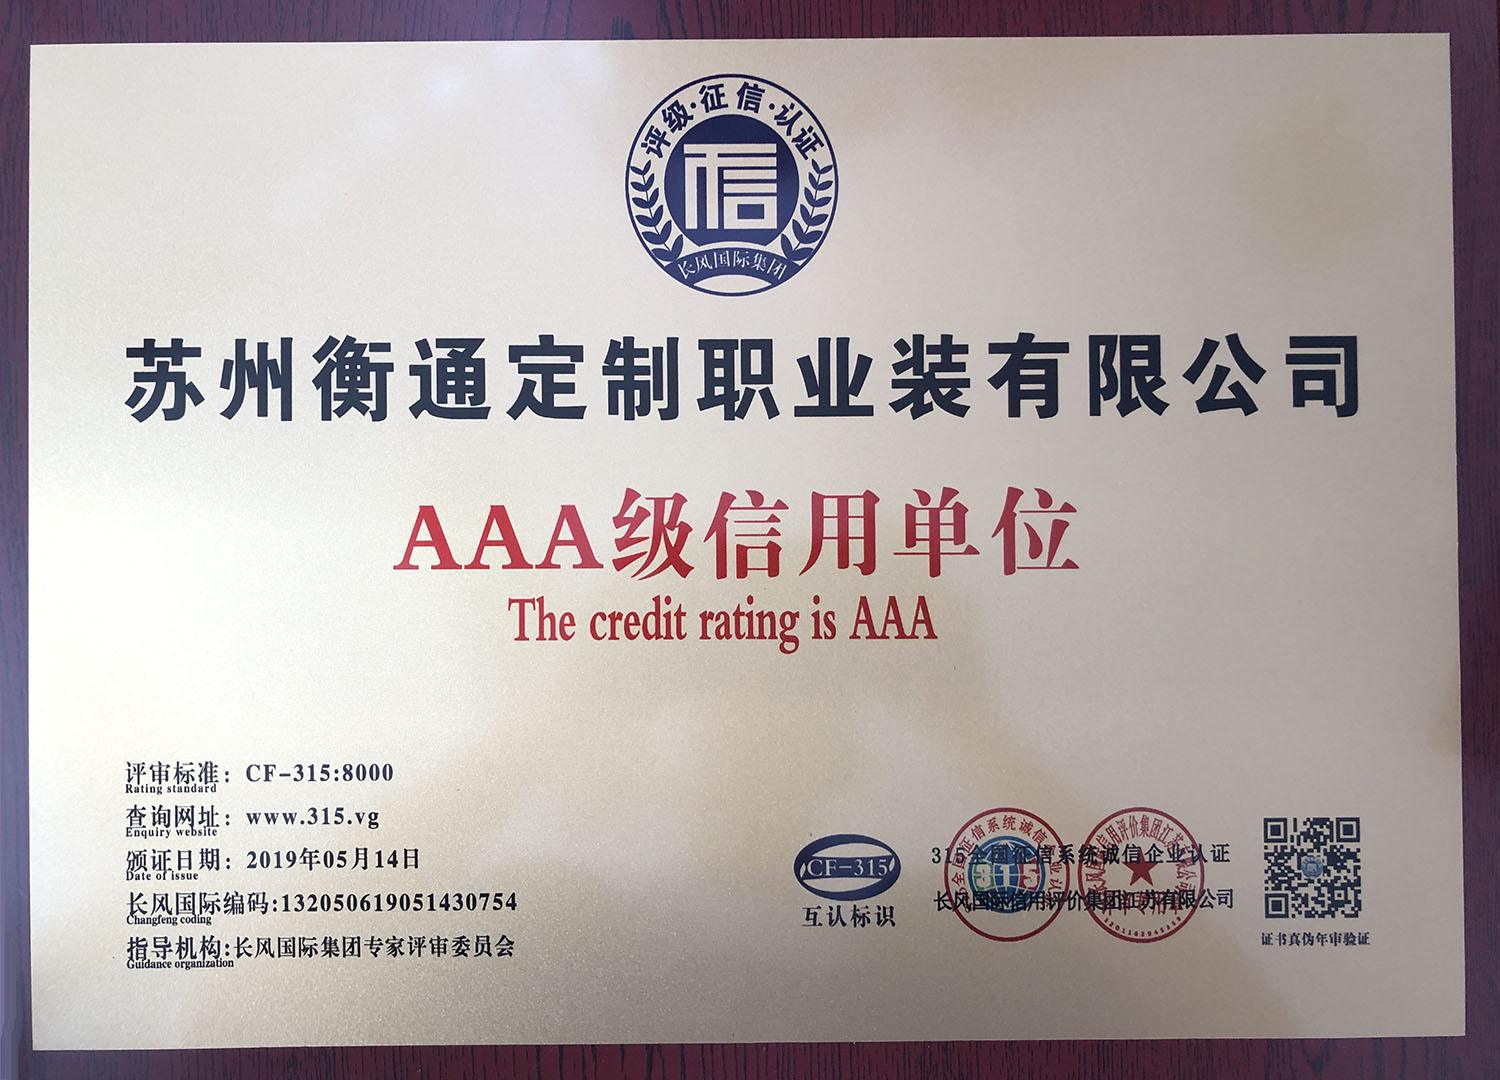 评级·征信·认证
信
长风国际集团
苏州衡通定制职业装有限公司
AAA级信用单位
The credit rating is AAA
评审标准：CF-315:8000
Rating standard
查询网址：www.315.vg
Enquiry website
颁证日期：2019年05月14日
Date of issue
长风国际编码:132050619051430754
Changfeng coding
指导机构:长风国际集团专家评审委员会
Guidance organization
CF-315
互认标识
315全国征信系统诚信企业认证
长风国际信用评价集团江苏有限公司
证书真伪年审验证